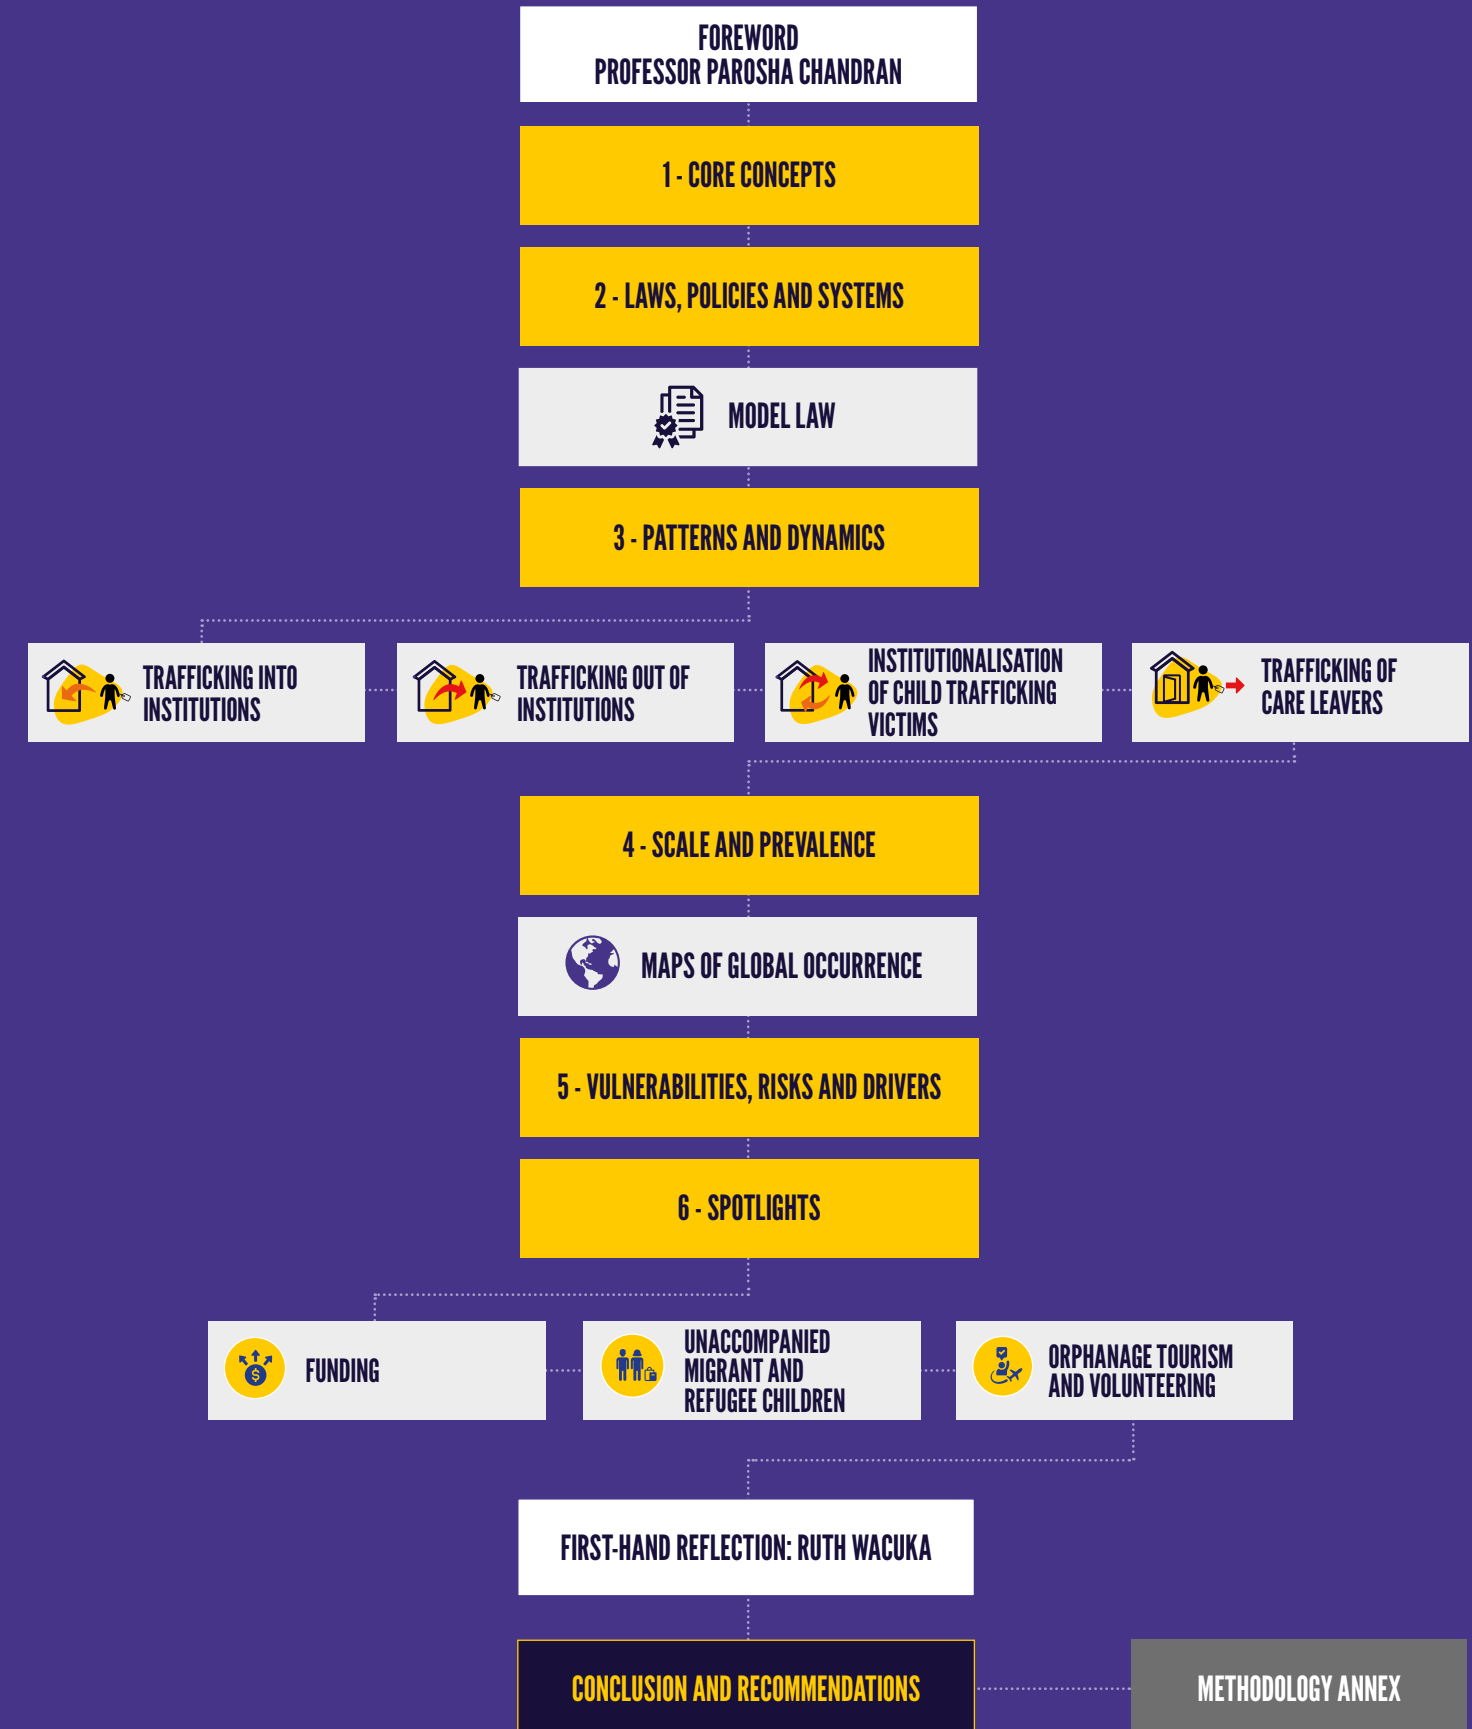 FOREWORD
PROFESSOR PAROSHA CHANDRAN
1 - CORE CONCEPTS
2 - LAWS, POLICIES AND SYSTEMS
MODEL LAW
3 - PATTERNS AND DYNAMICS
TRAFFICKING INTO
INSTITUTIONS
TRAFFICKING OUT OF
INSTITUTIONS
INSTITUTIONALISATION
OF CHILD TRAFFICKING
VICTIMS
TRAFFICKING OF
CARE LEAVERS
4 - SCALE AND PREVALENCE
MAPS OF GLOBAL OCCURRENCE
5 - VULNERABILITIES, RISKS AND DRIVERS
6 - SPOTLIGHTS
$
FUNDING
UNACCOMPANIED
MIGRANT AND
REFUGEE CHILDREN
ORPHANAGE TOURISM
AND VOLUNTEERING
FIRST-HAND REFLECTION: RUTH WACUKA
CONCLUSION AND RECOMMENDATIONS
METHODOLOGY ANNEX